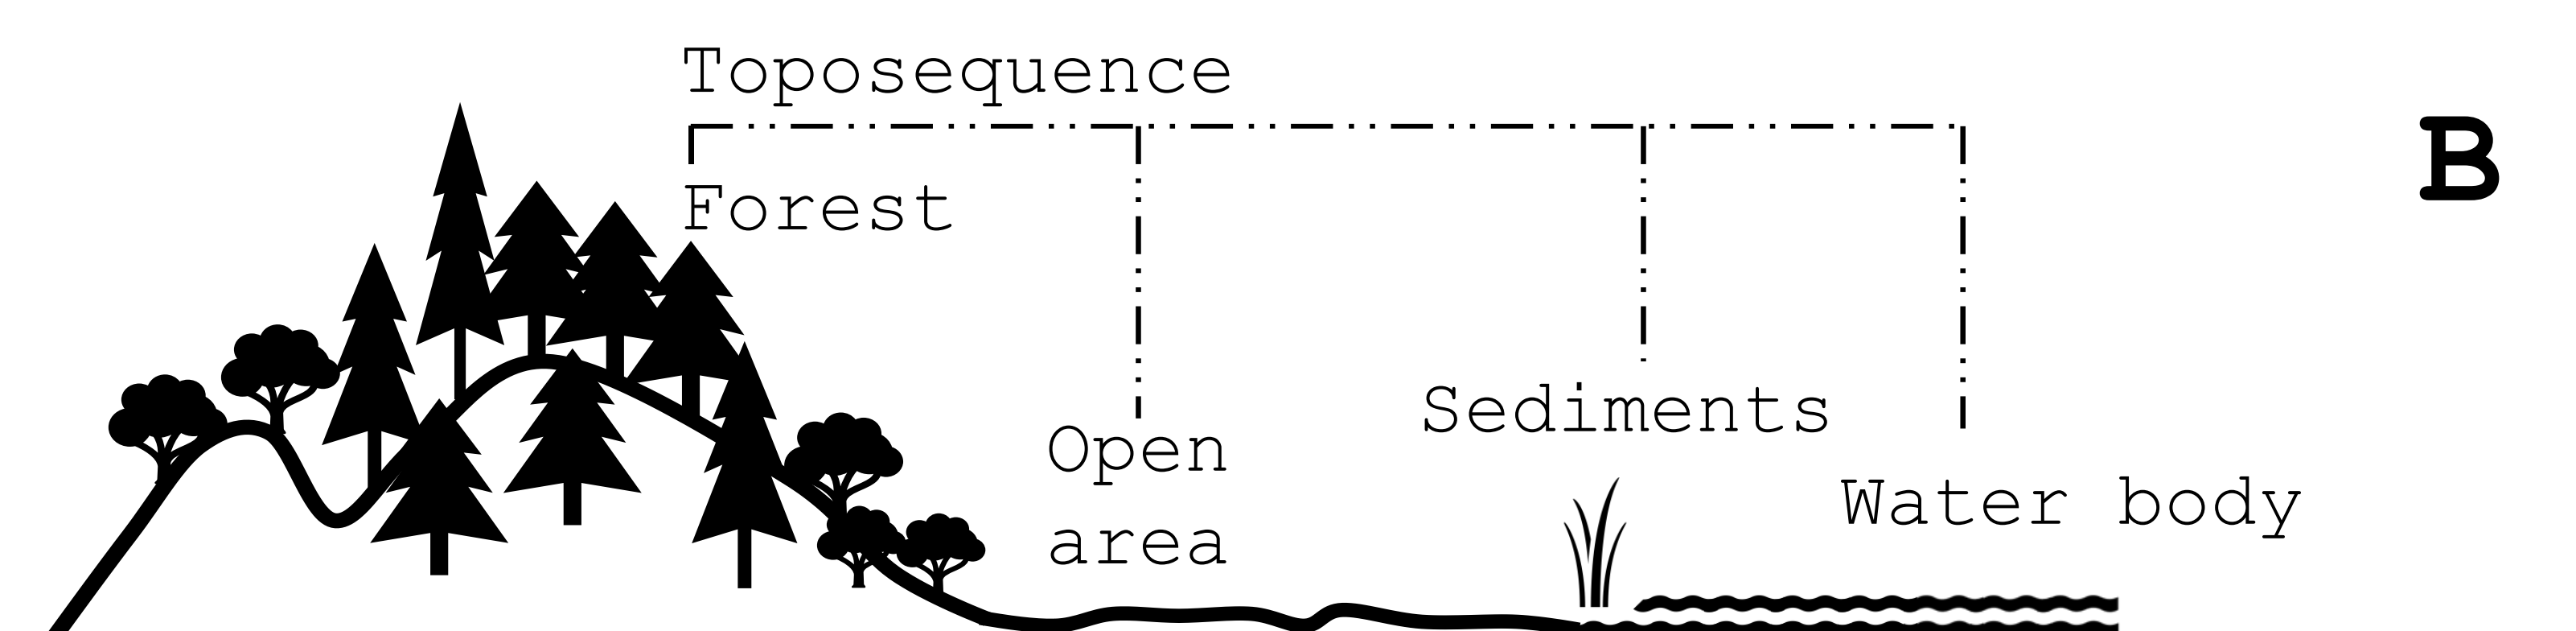 Toposequence
B
Forest
Sediments
Open
area
Water body